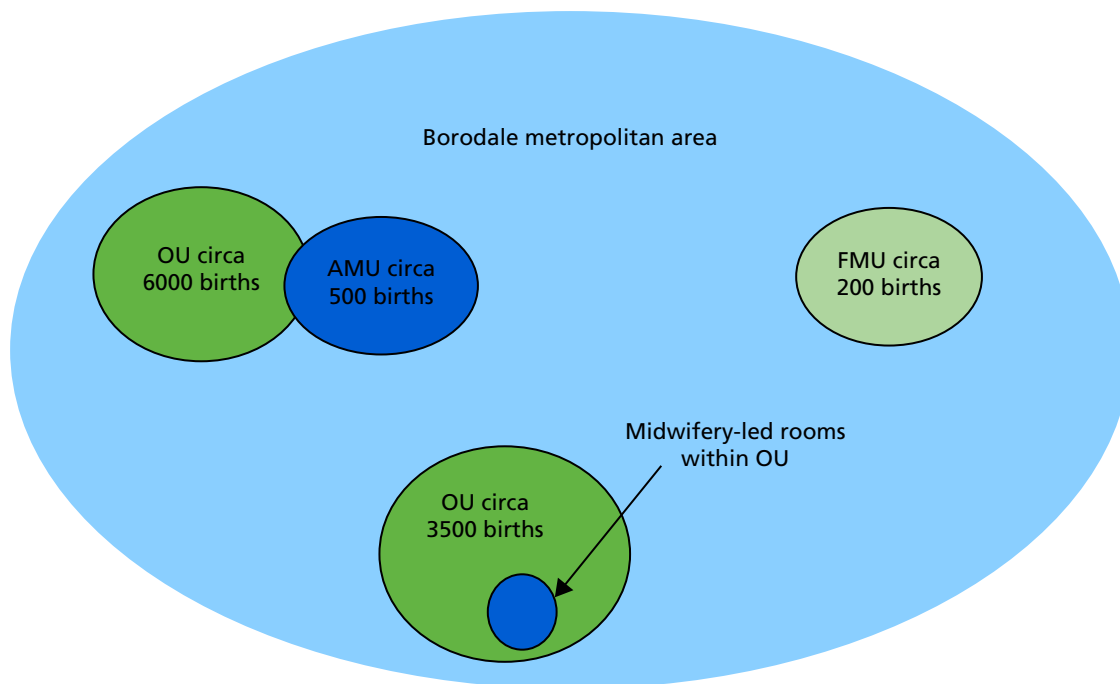 Borodale metropolitan area
OU circa
6000 births
AMU circa
500 births
FMU circa
200 births
Midwifery-led rooms
within OU
OU circa
3500 births